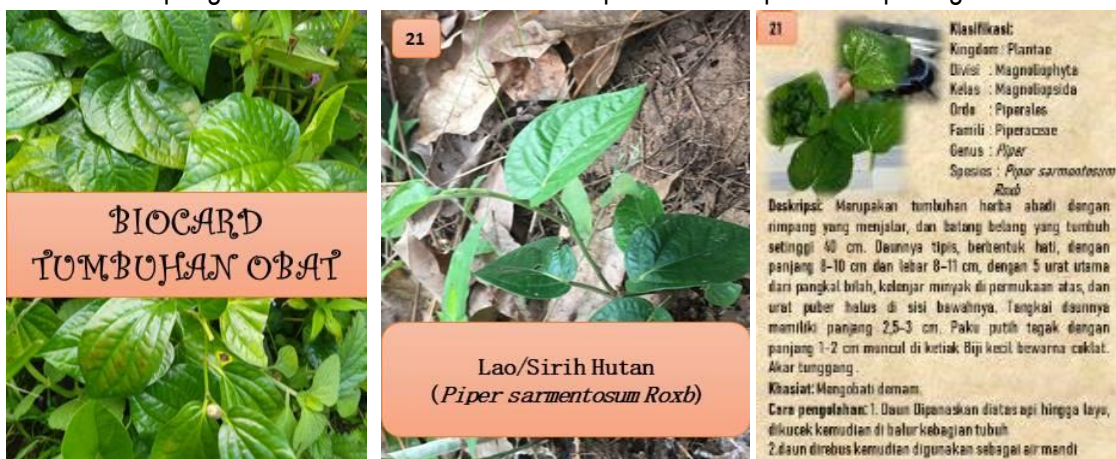 BIOCARD
TUMBUHAN OBAT
21
Lao/Sirih Hutan
(Piper sarmentosum Roxb)
21
Klasifikasi:
Kingdom : Plantae
Divisi : Magnoliophyta
Kelas : Magnoliopsida
Ordo : Piperales
Famili : Piperaceae
Genus : Piper
Spesies : Piper sarmentosum
Roxb
Deskripsi: Merupakan tumbuhan herba abadi dengan
rimpang yang menjalar, dan batang belang yang tumbuh
setinggi 40 cm. Daunnya tipis, berbentuk hati, dengan
panjang 8-10 cm dan lebar 8-11 cm, dengan 5 urat utama
dari pangkal bilah, kelenjar minyak di permukaan atas, dan
urat puber halus di sisi bawahnya. Tangkai daunnya
memiliki panjang 2,5-3 cm. Paku putih tegak dengan
panjang 1-2 cm muncul di ketiak Biji kecil bewarna coklat.
Akar tunggang .
Khasiat: Mengobati demam.
Cara pengolahan: 1. Daun Dipanaskan diatas api hingga layu,
dikucek kemudian di balur kebagian tubuh
2.daun direbus kemudian digunakan sebagai air mandi